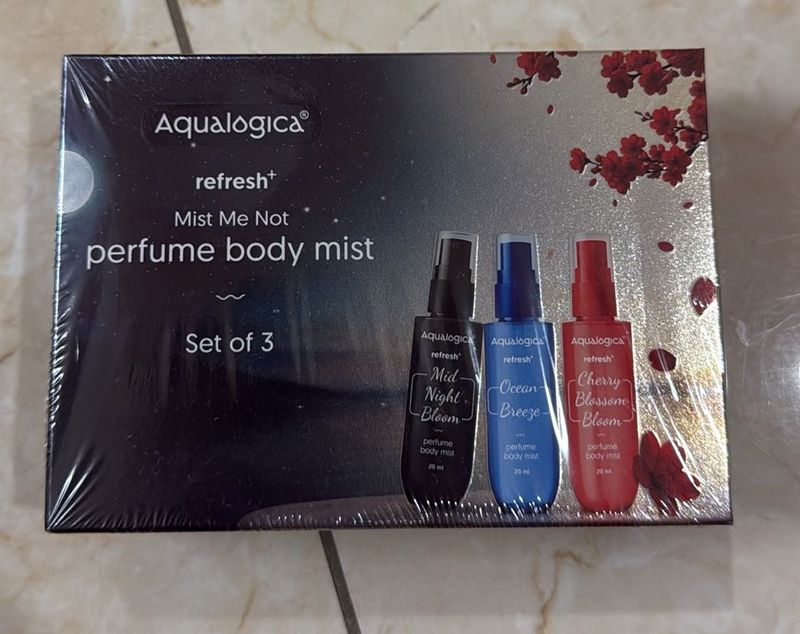 Aqualogica®
refresh+
Mist Me Not
perfume body mist
Set of 3
Aqualogica
refresh+
Mid
Night
Bloom
perfume
body mist
20 ml
Aqualogica
refresh+
Ocean
Breeze
perfume
body mist
20 ml
Aqualogica
refresh+
Cherry
Blossom
Bloom
perfume
body mist
20 ml